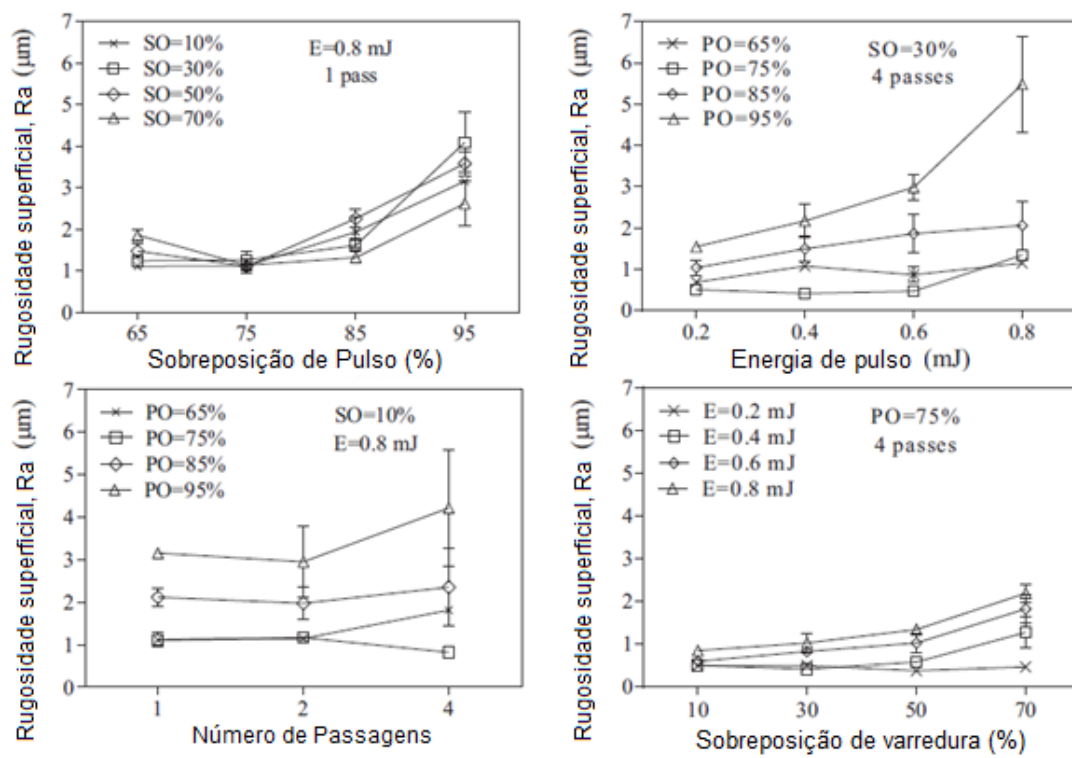 Rugosidade superficial, Ra (µm)
7
6
5
4
3
2
1
0
SO=10%
SO=30%
SO=50%
SO=70%
E=0.8 mJ
1 pass
65 75 85 95
Sobreposição de Pulso (%)
Rugosidade superficial, Ra (µm)
7
6
5
4
3
2
1
0
PO=65%
PO=75%
PO=85%
PO=95%
SO=30%
4 passes
0.2 0.4 0.6 0.8
Energia de pulso (mJ)
Rugosidade superficial, Ra (µm)
7
6
5
4
3
2
1
0
PO=65%
PO=75%
PO=85%
PO=95%
SO=10%
E=0.8 mJ
1 2 4
Número de Passagens
Rugosidade superficial, Ra (µm)
7
6
5
4
3
2
1
0
E=0.2 mJ
E=0.4 mJ
E=0.6 mJ
E=0.8 mJ
PO=75%
4 passes
10 30 50 70
Sobreposição de varredura (%)